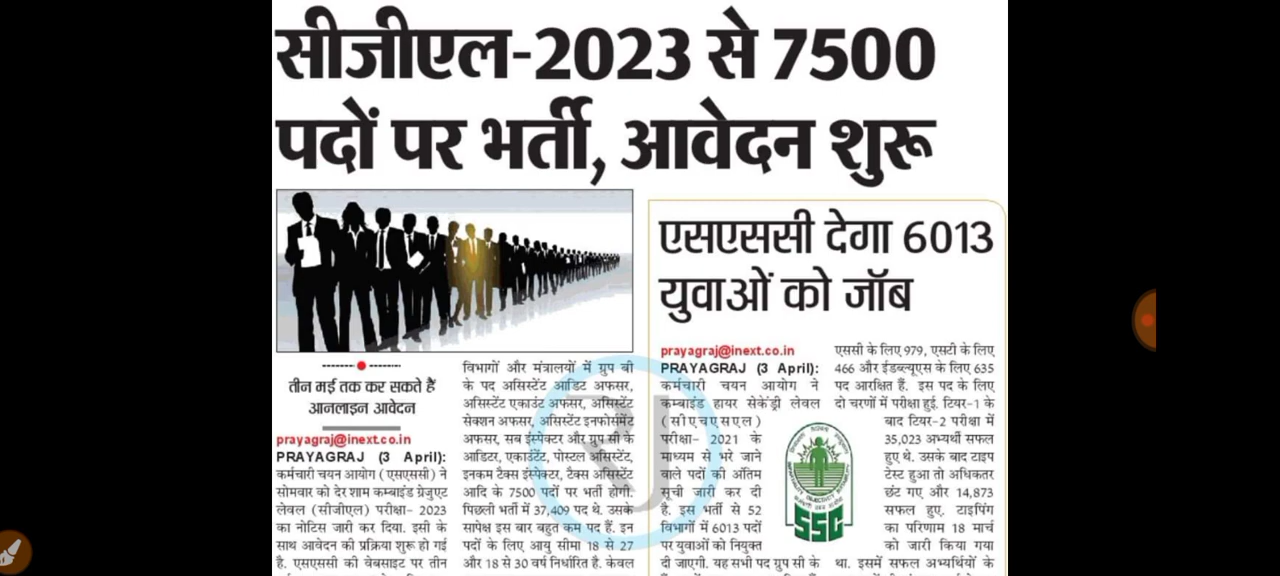 सीजीएल-2023 से 7500
पदों पर भर्ती, आवेदन शुरू
तीन मई तक कर सकते हैं
आनलाइन आवेदन
prayagraj@inext.co.in
PRAYAGRAJ (3 April):
कर्मचारी चयन आयोग (एसएससी) ने
सोमवार को देर शाम कम्बाइंड ग्रेजुएट
लेवल (सीजीएल) परीक्षा- 2023
का नोटिस जारी कर दिया. इसी के
साथ आवेदन की प्रक्रिया शुरू हो गई
है. एसएससी की वेबसाइट पर तीन
विभागों और मंत्रालयों में ग्रुप बी
के पद असिस्टेंट आडिट अफसर,
असिस्टेंट एकाउंट अफसर, असिस्टेंट
सेक्शन अफसर, असिस्टेंट इनफोर्समेंट
अफसर, सब इंस्पेक्टर और ग्रुप सी के
आडिटर, एकाउंटेंट, पोस्टल असिस्टेंट,
इनकम टैक्स इंस्पेक्टर, टैक्स असिस्टेंट
आदि के 7500 पदों पर भर्ती होगी.
पिछली भर्ती में 37,409 पद थे. उसके
सापेक्ष इस बार बहुत कम पद हैं. इन
पदों के लिए आयु सीमा 18 से 27
और 18 से 30 वर्ष निर्धारित है. केवल
एसएससी देगा 6013
युवाओं को जॉब
prayagraj@inext.co.in
PRAYAGRAJ (3 April):
कर्मचारी चयन आयोग ने
कम्बाइंड हायर सेकेंड्री लेवल
(सीएचएसएल)
परीक्षा- 2021 के
माध्यम से भरे जाने
वाले पदों की अंतिम
सूची जारी कर दी
है. इस भर्ती से 52
विभागों में 6013 पदों
पर युवाओं को नियुक्त
दी जाएगी. यह सभी पद ग्रुप सी के
एससी के लिए 979, एसटी के लिए
466 और ईडब्ल्यूएस के लिए 635
पद आरक्षित हैं. इस पद के लिए
दो चरणों में परीक्षा हुई. टियर-1 के
बाद टियर-2 परीक्षा में
35,023 अभ्यर्थी सफल
हुए थे. उसके बाद टाइप
टेस्ट हुआ तो अधिकतर
छंट गए और 14,873
सफल हुए. टाइपिंग
का परिणाम 18 मार्च
को जारी किया गया
था. इसमें सफल अभ्यर्थियों के
SSC
RJ